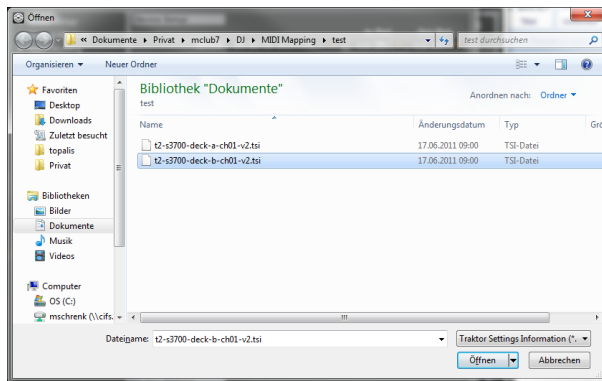 Öffnen
« Dokumente ▸ Privat ▸ mclub7 ▸ DJ ▸ MIDI Mapping ▸ test
test durchsuchen
Organisieren
Neuer Ordner
Favoriten
Desktop
Downloads
Zuletzt besucht
topalis
Privat
Bibliotheken
Bilder
Dokumente
Musik
Videos
Computer
OS (C:)
mschrenk (\\cifs.
Bibliothek "Dokumente"
test
Anordnen nach: Ordner
Name Änderungsdatum Typ Grö
t2-s3700-deck-a-ch01-v2.tsi 17.06.2011 09:00 TSI-Datei
t2-s3700-deck-b-ch01-v2.tsi 17.06.2011 09:00 TSI-Datei
Dateiname: t2-s3700-deck-b-ch01-v2.tsi
Traktor Settings Information (*.
Öffnen
Abbrechen